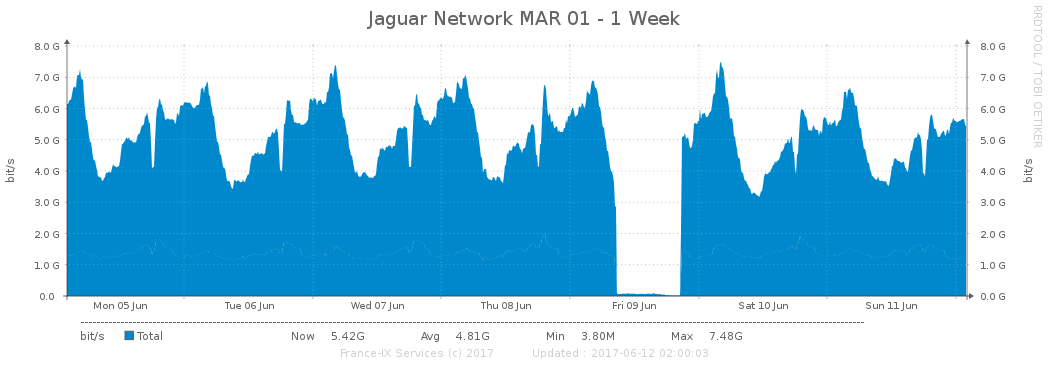 Jaguar Network MAR 01 - 1 Week
RRDTOOL / TOBI OETIKER
bit/s
8.0 G 8.0 G
7.0 G 7.0 G
6.0 G 6.0 G
5.0 G 5.0 G
4.0 G 4.0 G
3.0 G 3.0 G
2.0 G 2.0 G
1.0 G 1.0 G
0.0 0.0 G
bit/s
Mon 05 Jun Tue 06 Jun Wed 07 Jun Thu 08 Jun Fri 09 Jun Sat 10 Jun Sun 11 Jun
bit/s Total Now 5.42G Avg 4.81G Min 3.80M Max 7.48G
France-IX Services (c) 2017 Updated : 2017-06-12 02:00:03